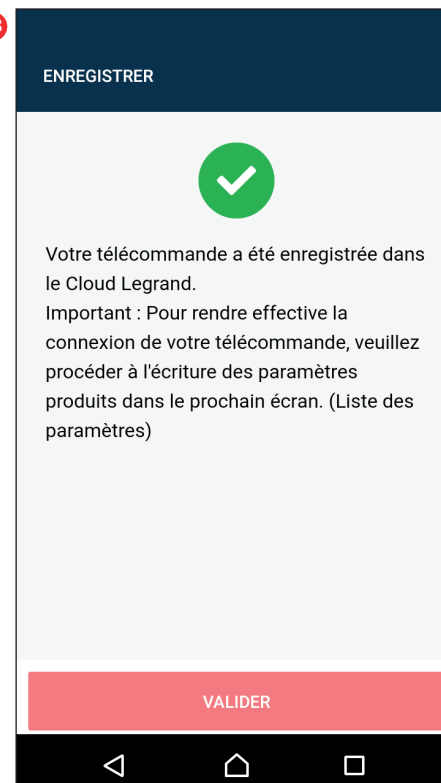 ENREGISTRER
Votre télécommande a été enregistrée dans
le Cloud Legrand.
Important : Pour rendre effective la
connexion de votre télécommande, veuillez
procéder à l'écriture des paramètres
produits dans le prochain écran. (Liste des
paramètres)
VALIDER